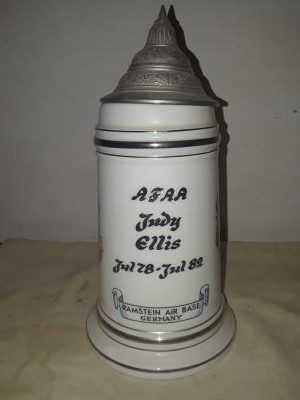 AFAA
Judy
Ellis
Jul 78-Jul 82
RAMSTEIN AIR BASE
GERMANY